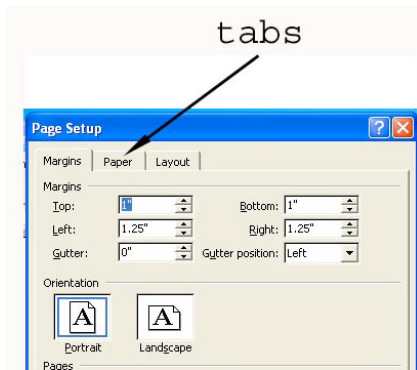 tabs
Page Setup
Margins Paper Layout
Margins
Top: 1" Bottom: 1"
Left: 1.25" Right: 1.25"
Gutter: 0" Gutter position: Left
Orientation
A A
Portrait Landscape
Pages